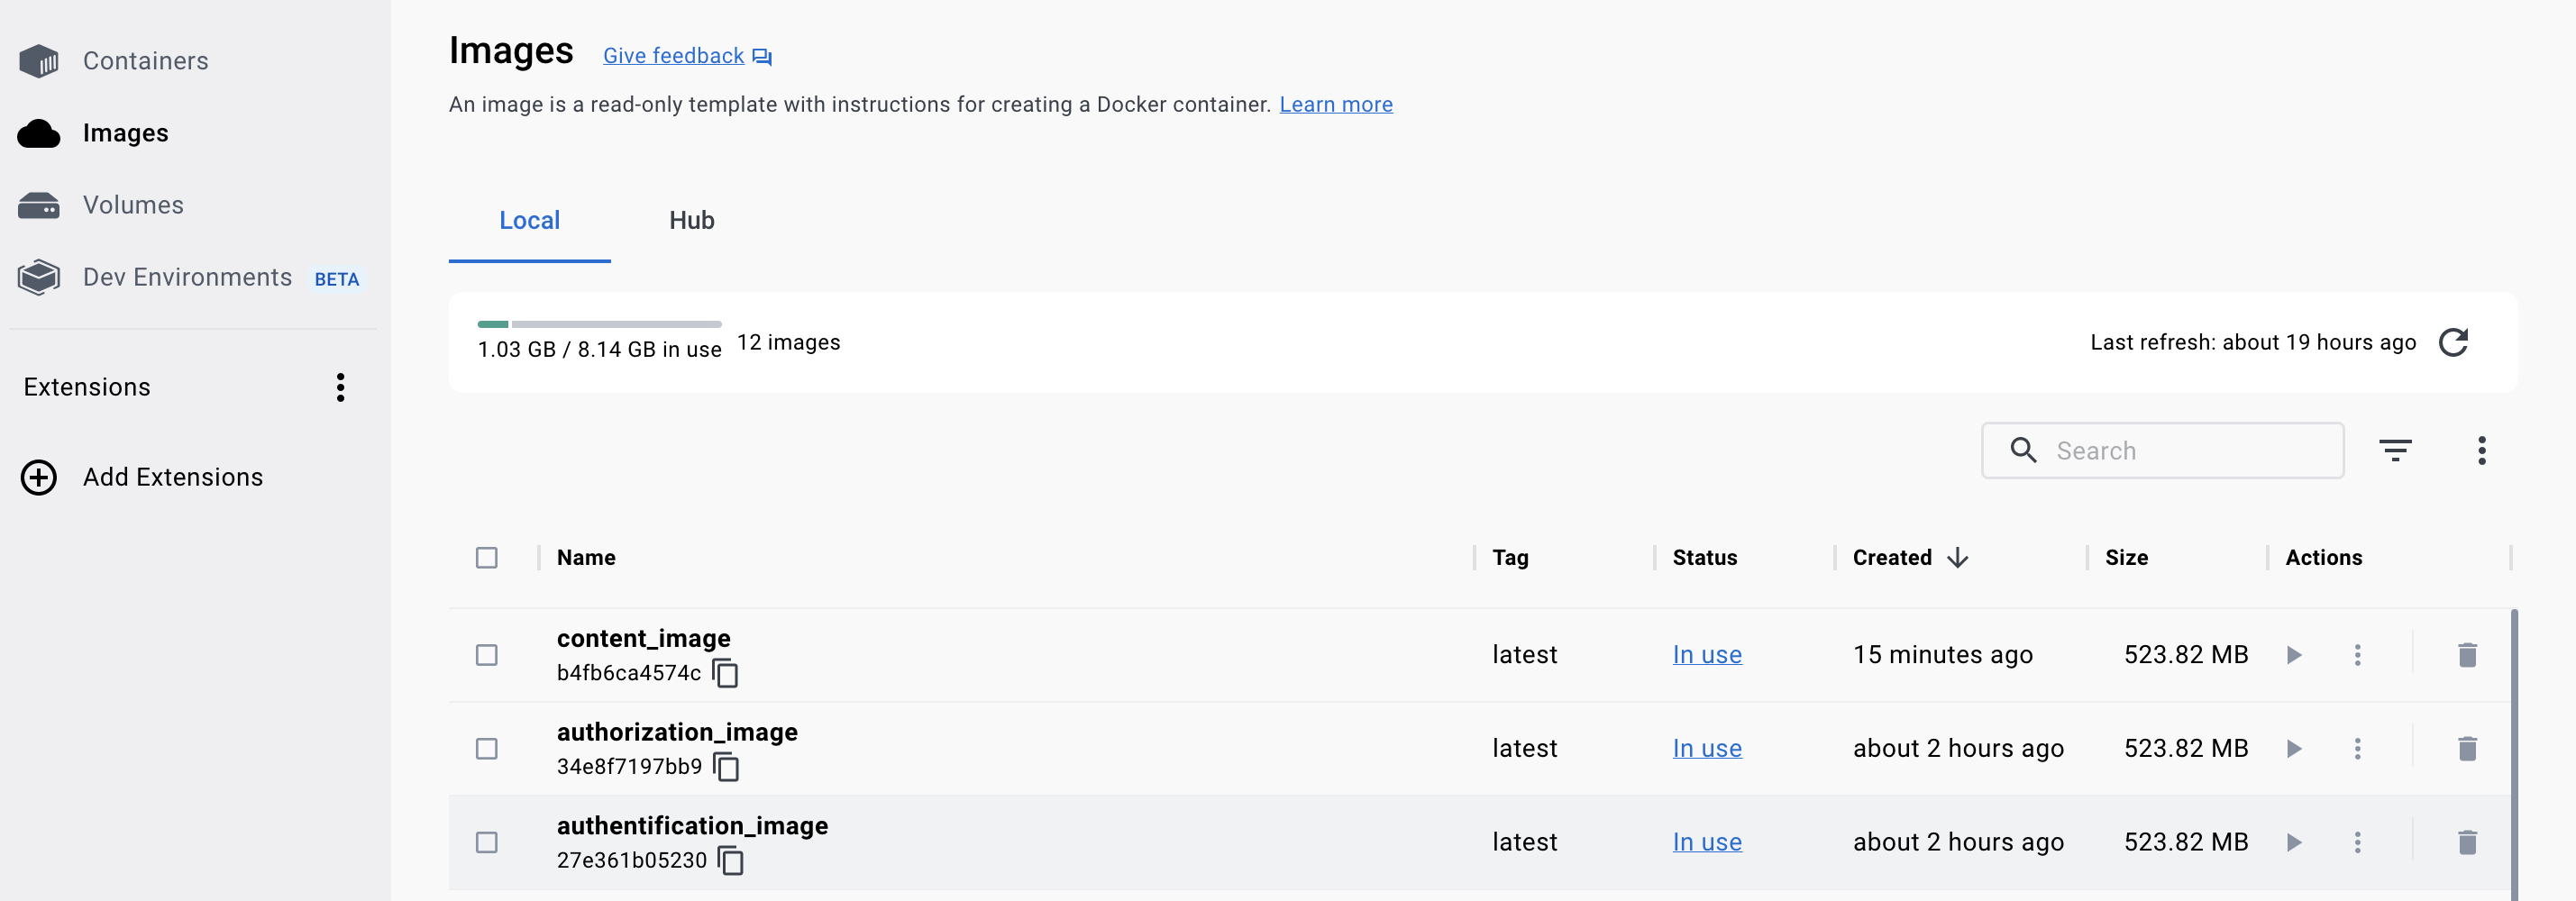 Containers
Images
Volumes
Dev Environments BETA
Extensions
Add Extensions
Images Give feedback
An image is a read-only template with instructions for creating a Docker container. Learn more
Local Hub
1.03 GB / 8.14 GB in use 12 images Last refresh: about 19 hours ago
Search
Name Tag Status Created Size Actions
content_image
b4fb6ca4574c
latest In use 15 minutes ago 523.82 MB
authorization_image
34e8f7197bb9
latest In use about 2 hours ago 523.82 MB
authentification_image
27e361b05230
latest In use about 2 hours ago 523.82 MB